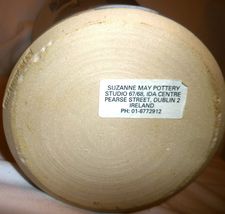 SUZANNE MAY POTTERY
STUDIO 67/68, IDA CENTRE
PEARSE STREET, DUBLIN 2
IRELAND
PH: 01-6772912